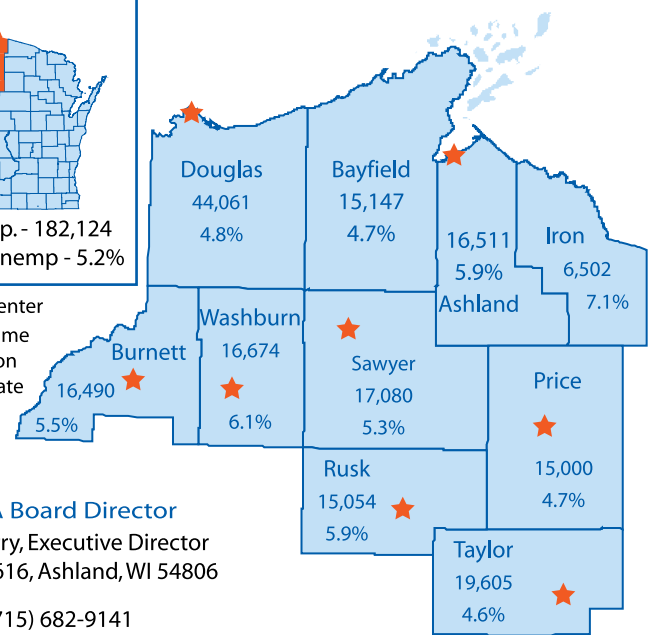 p. - 182,124
nemp - 5.2%
enter
me
on
ate
Douglas
44,061
4.8%
Bayfield
15,147
4.7%
16,511
5.9%
Ashland
Iron
6,502
7.1%
Burnett
16,490
5.5%
Washburn
16,674
6.1%
Sawyer
17,080
5.3%
Price
15,000
4.7%
Rusk
15,054
5.9%
Taylor
19,605
4.6%
A Board Director
ry, Executive Director
616, Ashland, WI 54806
715) 682-9141